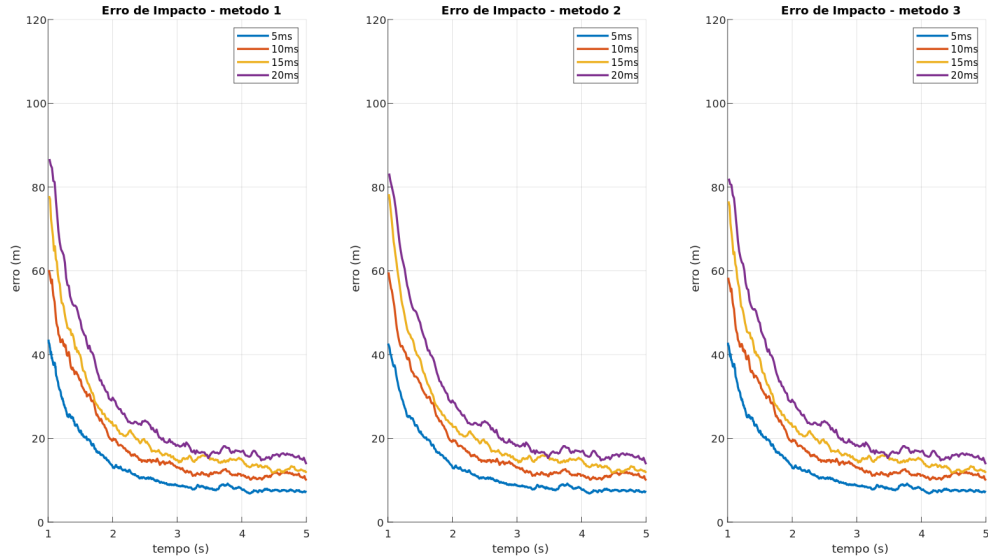 Erro de Impacto - metodo 1
5ms
10ms
15ms
20ms
120
100
80
60
40
20
0
erro (m)
1
2
3
4
5
tempo (s)
Erro de Impacto - metodo 2
5ms
10ms
15ms
20ms
120
100
80
60
40
20
0
erro (m)
1
2
3
4
5
tempo (s)
Erro de Impacto - metodo 3
5ms
10ms
15ms
20ms
120
100
80
60
40
20
0
erro (m)
1
2
3
4
5
tempo (s)